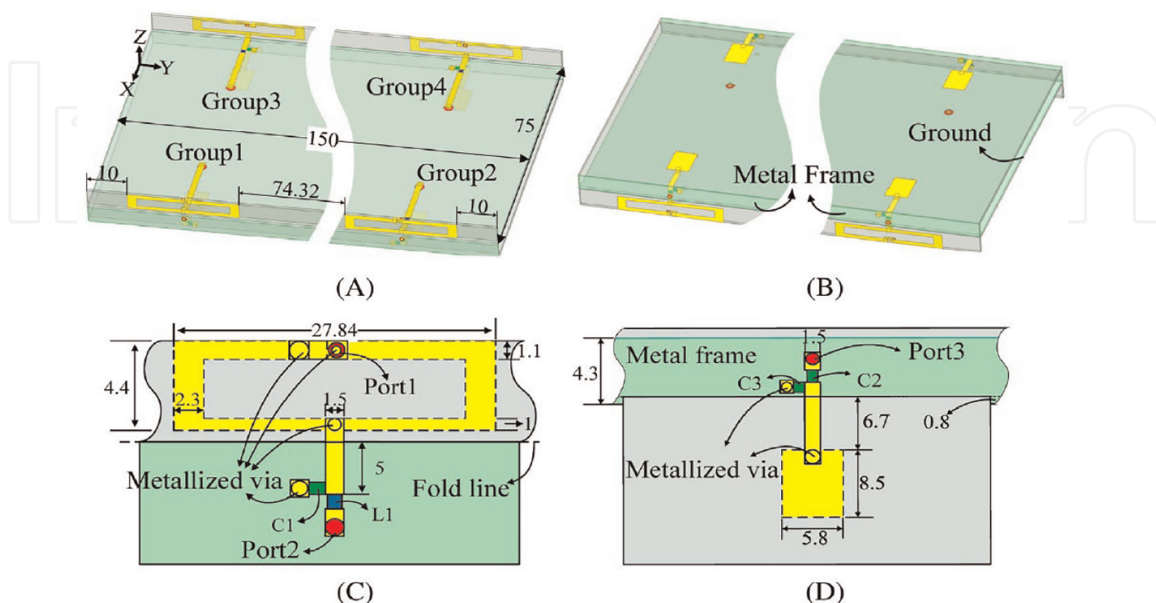 Z
Y
X
Group3
Group4
75
150
Group1
Group2
10
74.32
10
(A)
Ground
Metal Frame
(B)
27.84
4.4
1.1
Port1
2.3
1.5
1
Metallized via
5
Fold line
C1
L1
Port2
(C)
1.5
Metal frame
Port3
4.3
C3
C2
6.7
0.8
Metallized via
8.5
5.8
(D)